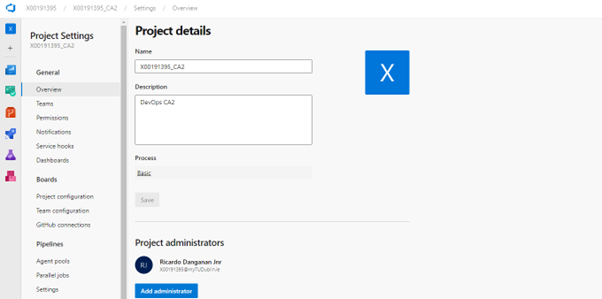 X00191395 / X00191395_CA2 / Settings / Overview
X
Project Settings
X00191395_CA2
General
Overview
Teams
Permissions
Notifications
Service hooks
Dashboards
Boards
Project configuration
Team configuration
GitHub connections
Pipelines
Agent pools
Parallel jobs
Settings
Project details
Name
X00191395_CA2
X
Description
DevOps CA2
Process
Basic
Save
Project administrators
RJ
Ricardo Danganan Jnr
X00191395@myTUDublin.ie
Add administrator